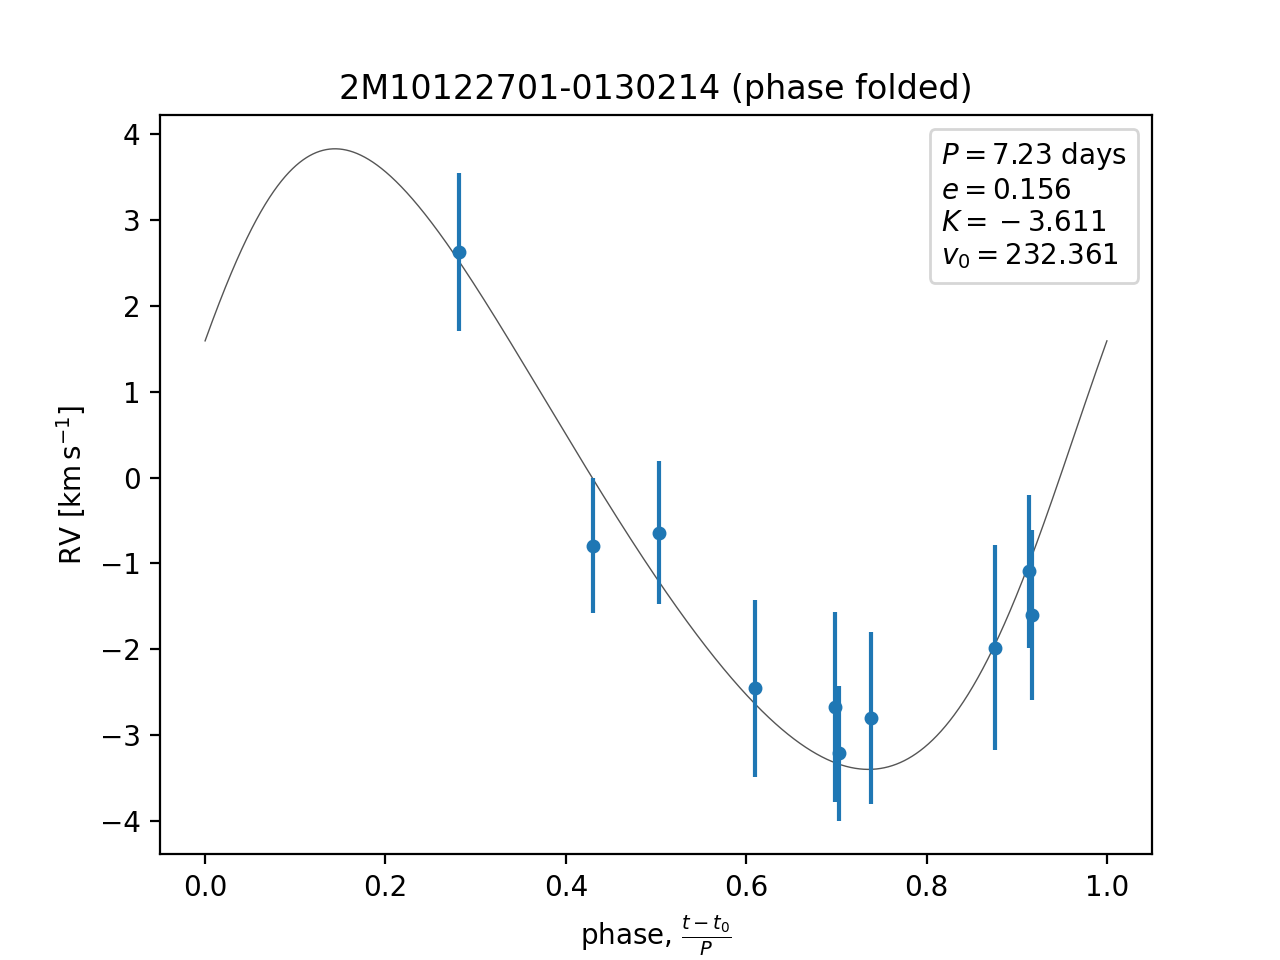 2M10122701-0130214 (phase folded)
P = 7.23 days
e = 0.156
K = −3.611
v₀ = 232.361
4
3
2
1
0
−1
−2
−3
−4
RV [km s⁻¹]
0.0 0.2 0.4 0.6 0.8 1.0
phase, (t − t₀)/P